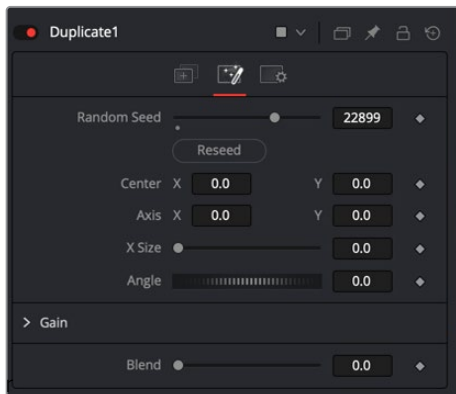 Duplicate1
Random Seed 22899
Reseed
Center X 0.0 Y 0.0
Axis X 0.0 Y 0.0
X Size 0.0
Angle 0.0
Gain
Blend 0.0